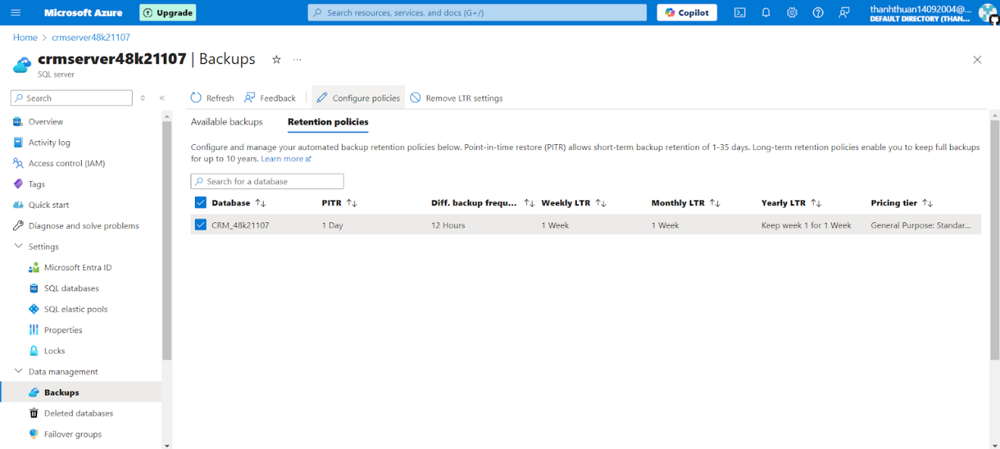 Microsoft Azure
Upgrade
Search resources, services, and docs (G+/)
Copilot
thanhthuan14092004@...
DEFAULT DIRECTORY (THAN...
Home > crmserver48k21107
crmserver48k21107 | Backups ☆ ...
SQL server
Search
Refresh
Feedback
Configure policies
Remove LTR settings
Overview
Activity log
Access control (IAM)
Tags
Quick start
Diagnose and solve problems
Settings
Microsoft Entra ID
SQL databases
SQL elastic pools
Properties
Locks
Data management
Backups
Deleted databases
Failover groups
Available backups
Retention policies
Configure and manage your automated backup retention policies below. Point-in-time restore (PITR) allows short-term backup retention of 1-35 days. Long-term retention policies enable you to keep full backups
for up to 10 years. Learn more
Search for a database
Database ↑↓ PITR ↑↓ Diff. backup frequ... ↑↓ Weekly LTR ↑↓ Monthly LTR ↑↓ Yearly LTR ↑↓ Pricing tier ↑↓
CRM_48k21107 1 Day 12 Hours 1 Week 1 Week Keep week 1 for 1 Week General Purpose: Standar...